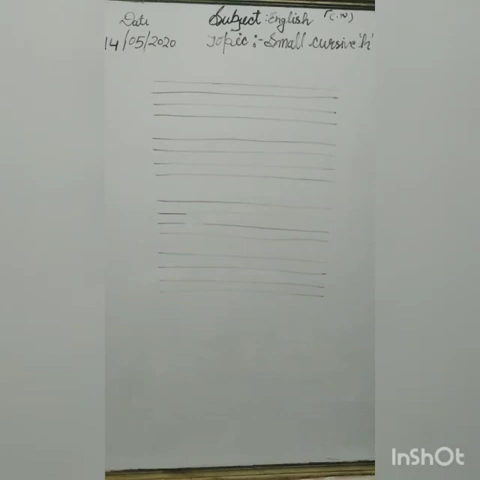 Date Subject :English (C.W)
14/05/2020 Topic :- Small cursive 'h'
InShOt